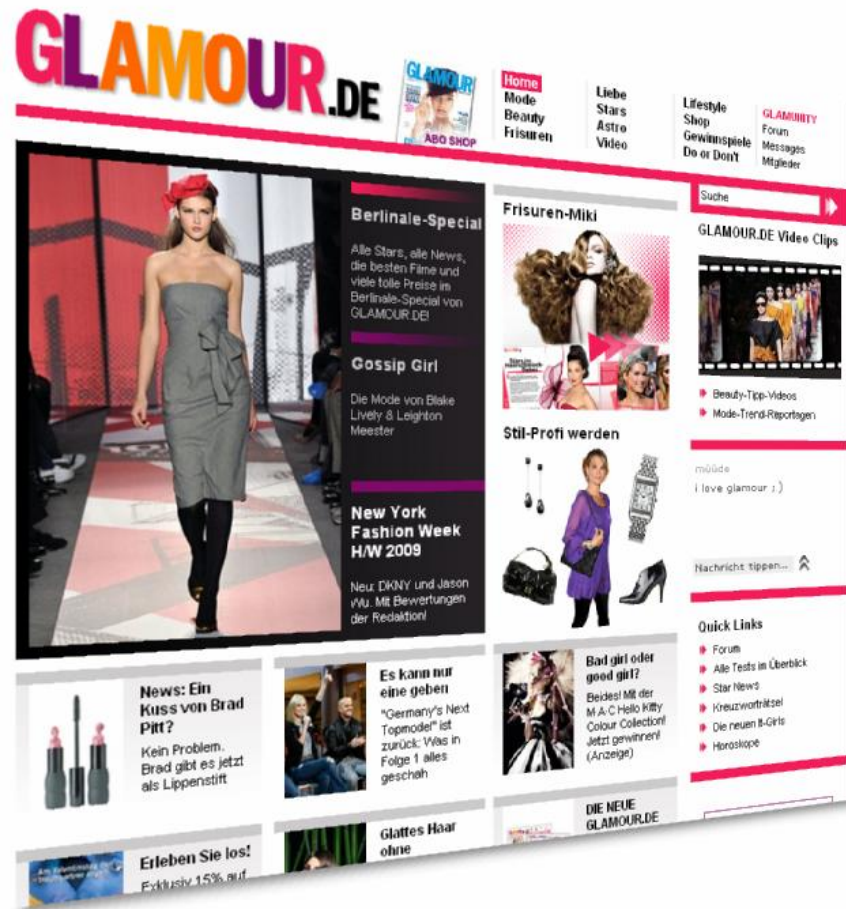 GLAMOUR.DE
GLAMOUR
ABO SHOP
Home
Mode
Beauty
Frisuren
Liebe
Stars
Astro
Video
Lifestyle
Shop
Gewinnspiele
Do or Don't
GLAMUNITY
Forum
Messages
Mitglieder
Suche
Berlinale-Special
Alle Stars, alle News,
die besten Filme und
viele tolle Preise im
Berlinale-Special von
GLAMOUR.DE!
Gossip Girl
Die Mode von Blake
Lively & Leighton
Meester
New York
Fashion Week
H/W 2009
Neu: DKNY und Jason
Wu. Mit Bewertungen
der Redaktion!
Frisuren-Miki
Stil-Profi werden
GLAMOUR.DE Video Clips
Beauty-Tipp-Videos
Mode-Trend-Reportagen
müüde
i love glamour ;.)
Nachricht tippen...
Quick Links
Forum
Alle Tests im Überblick
Star News
Kreuzworträtsel
Die neuen It-Girls
Horoskope
News: Ein
Kuss von Brad
Pitt?
Kein Problem.
Brad gibt es jetzt
als Lippenstift
Es kann nur
eine geben
"Germany's Next
Topmodel" ist
zurück: Was in
Folge 1 alles
geschah
Bad girl oder
good girl?
Beides! Mit der
M·A·C Hello Kitty
Colour Collection!
Jetzt gewinnen!
(Anzeige)
Erleben Sie los!
Exklusiv 15% auf
Glattes Haar
ohne
DIE NEUE
GLAMOUR.DE